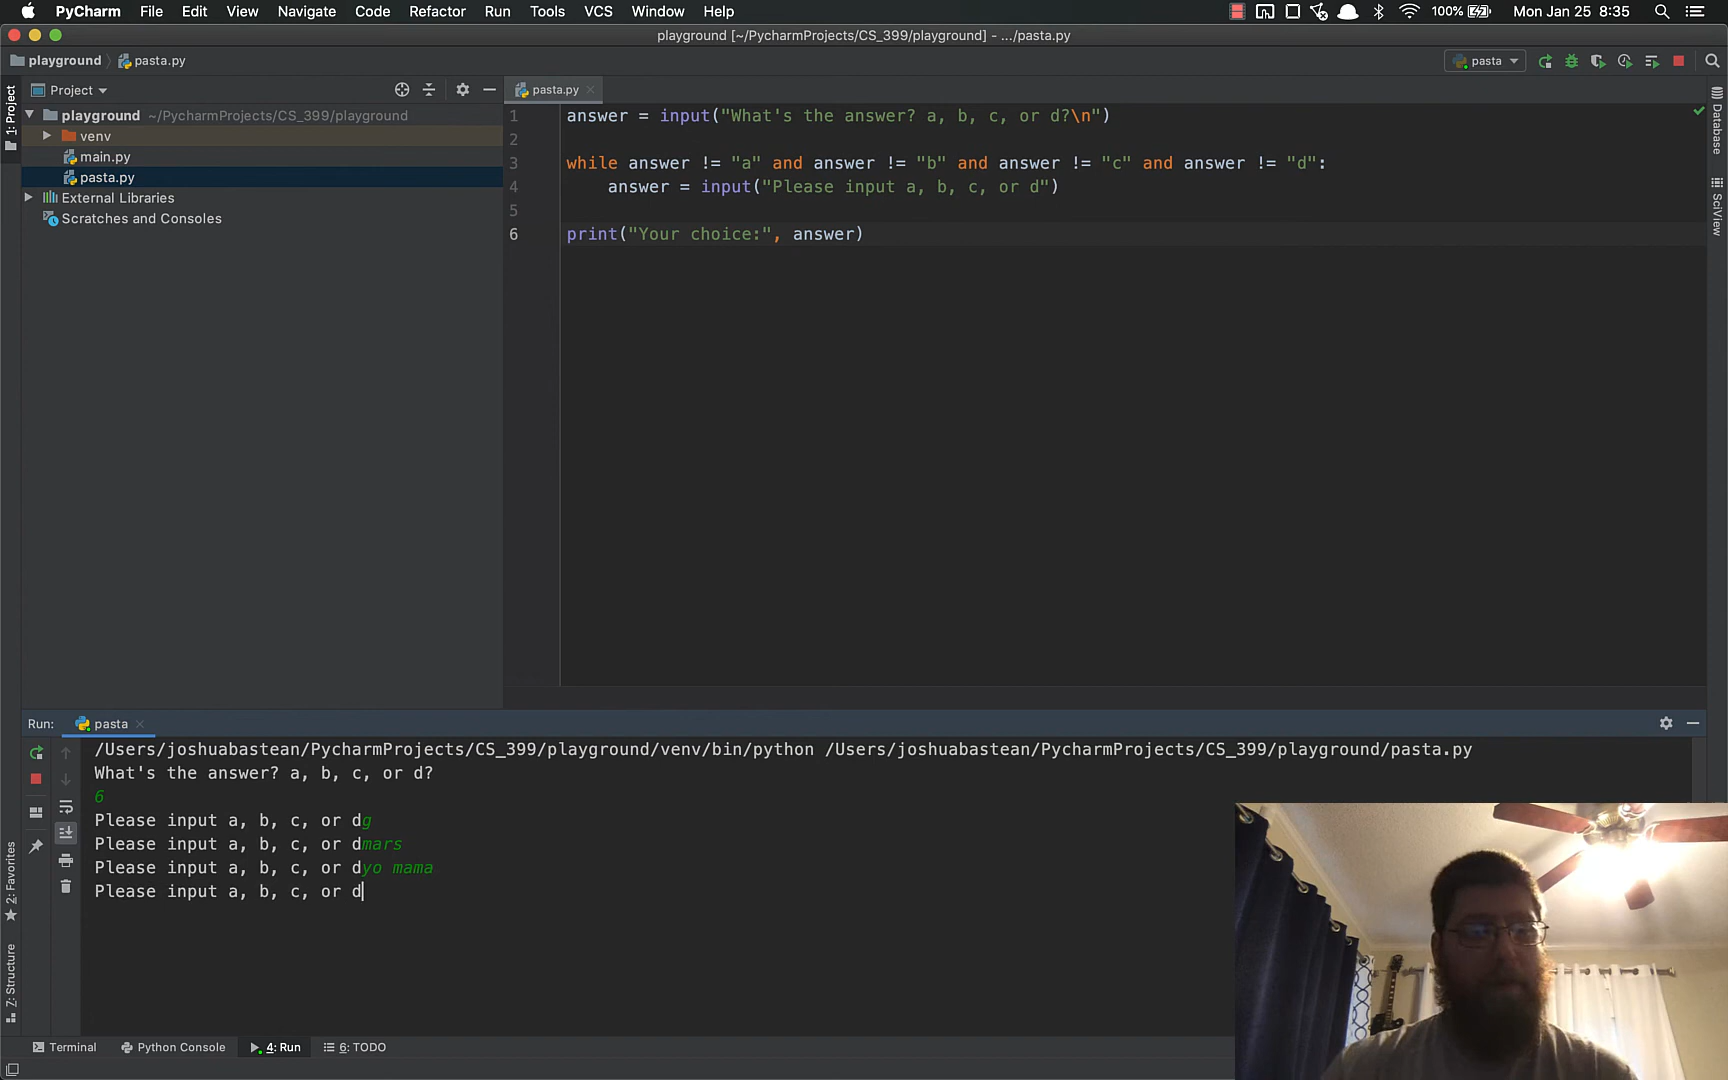 PyCharm File Edit View Navigate Code Refactor Run Tools VCS Window Help 100% Mon Jan 25 8:35
playground [~/PycharmProjects/CS_399/playground] - .../pasta.py
playground pasta.py pasta
1: Project
Project
pasta.py
playground ~/PycharmProjects/CS_399/playground
venv
main.py
pasta.py
External Libraries
Scratches and Consoles
1 answer = input("What's the answer? a, b, c, or d?\n")
2
3 while answer != "a" and answer != "b" and answer != "c" and answer != "d":
4 answer = input("Please input a, b, c, or d")
5
6 print("Your choice:", answer)
Database
SciView
Run: pasta
/Users/joshuabastean/PycharmProjects/CS_399/playground/venv/bin/python /Users/joshuabastean/PycharmProjects/CS_399/playground/pasta.py
What's the answer? a, b, c, or d?
6
Please input a, b, c, or dg
Please input a, b, c, or dmars
Please input a, b, c, or dyo mama
Please input a, b, c, or d
2: Favorites
7: Structure
Terminal Python Console 4: Run 6: TODO